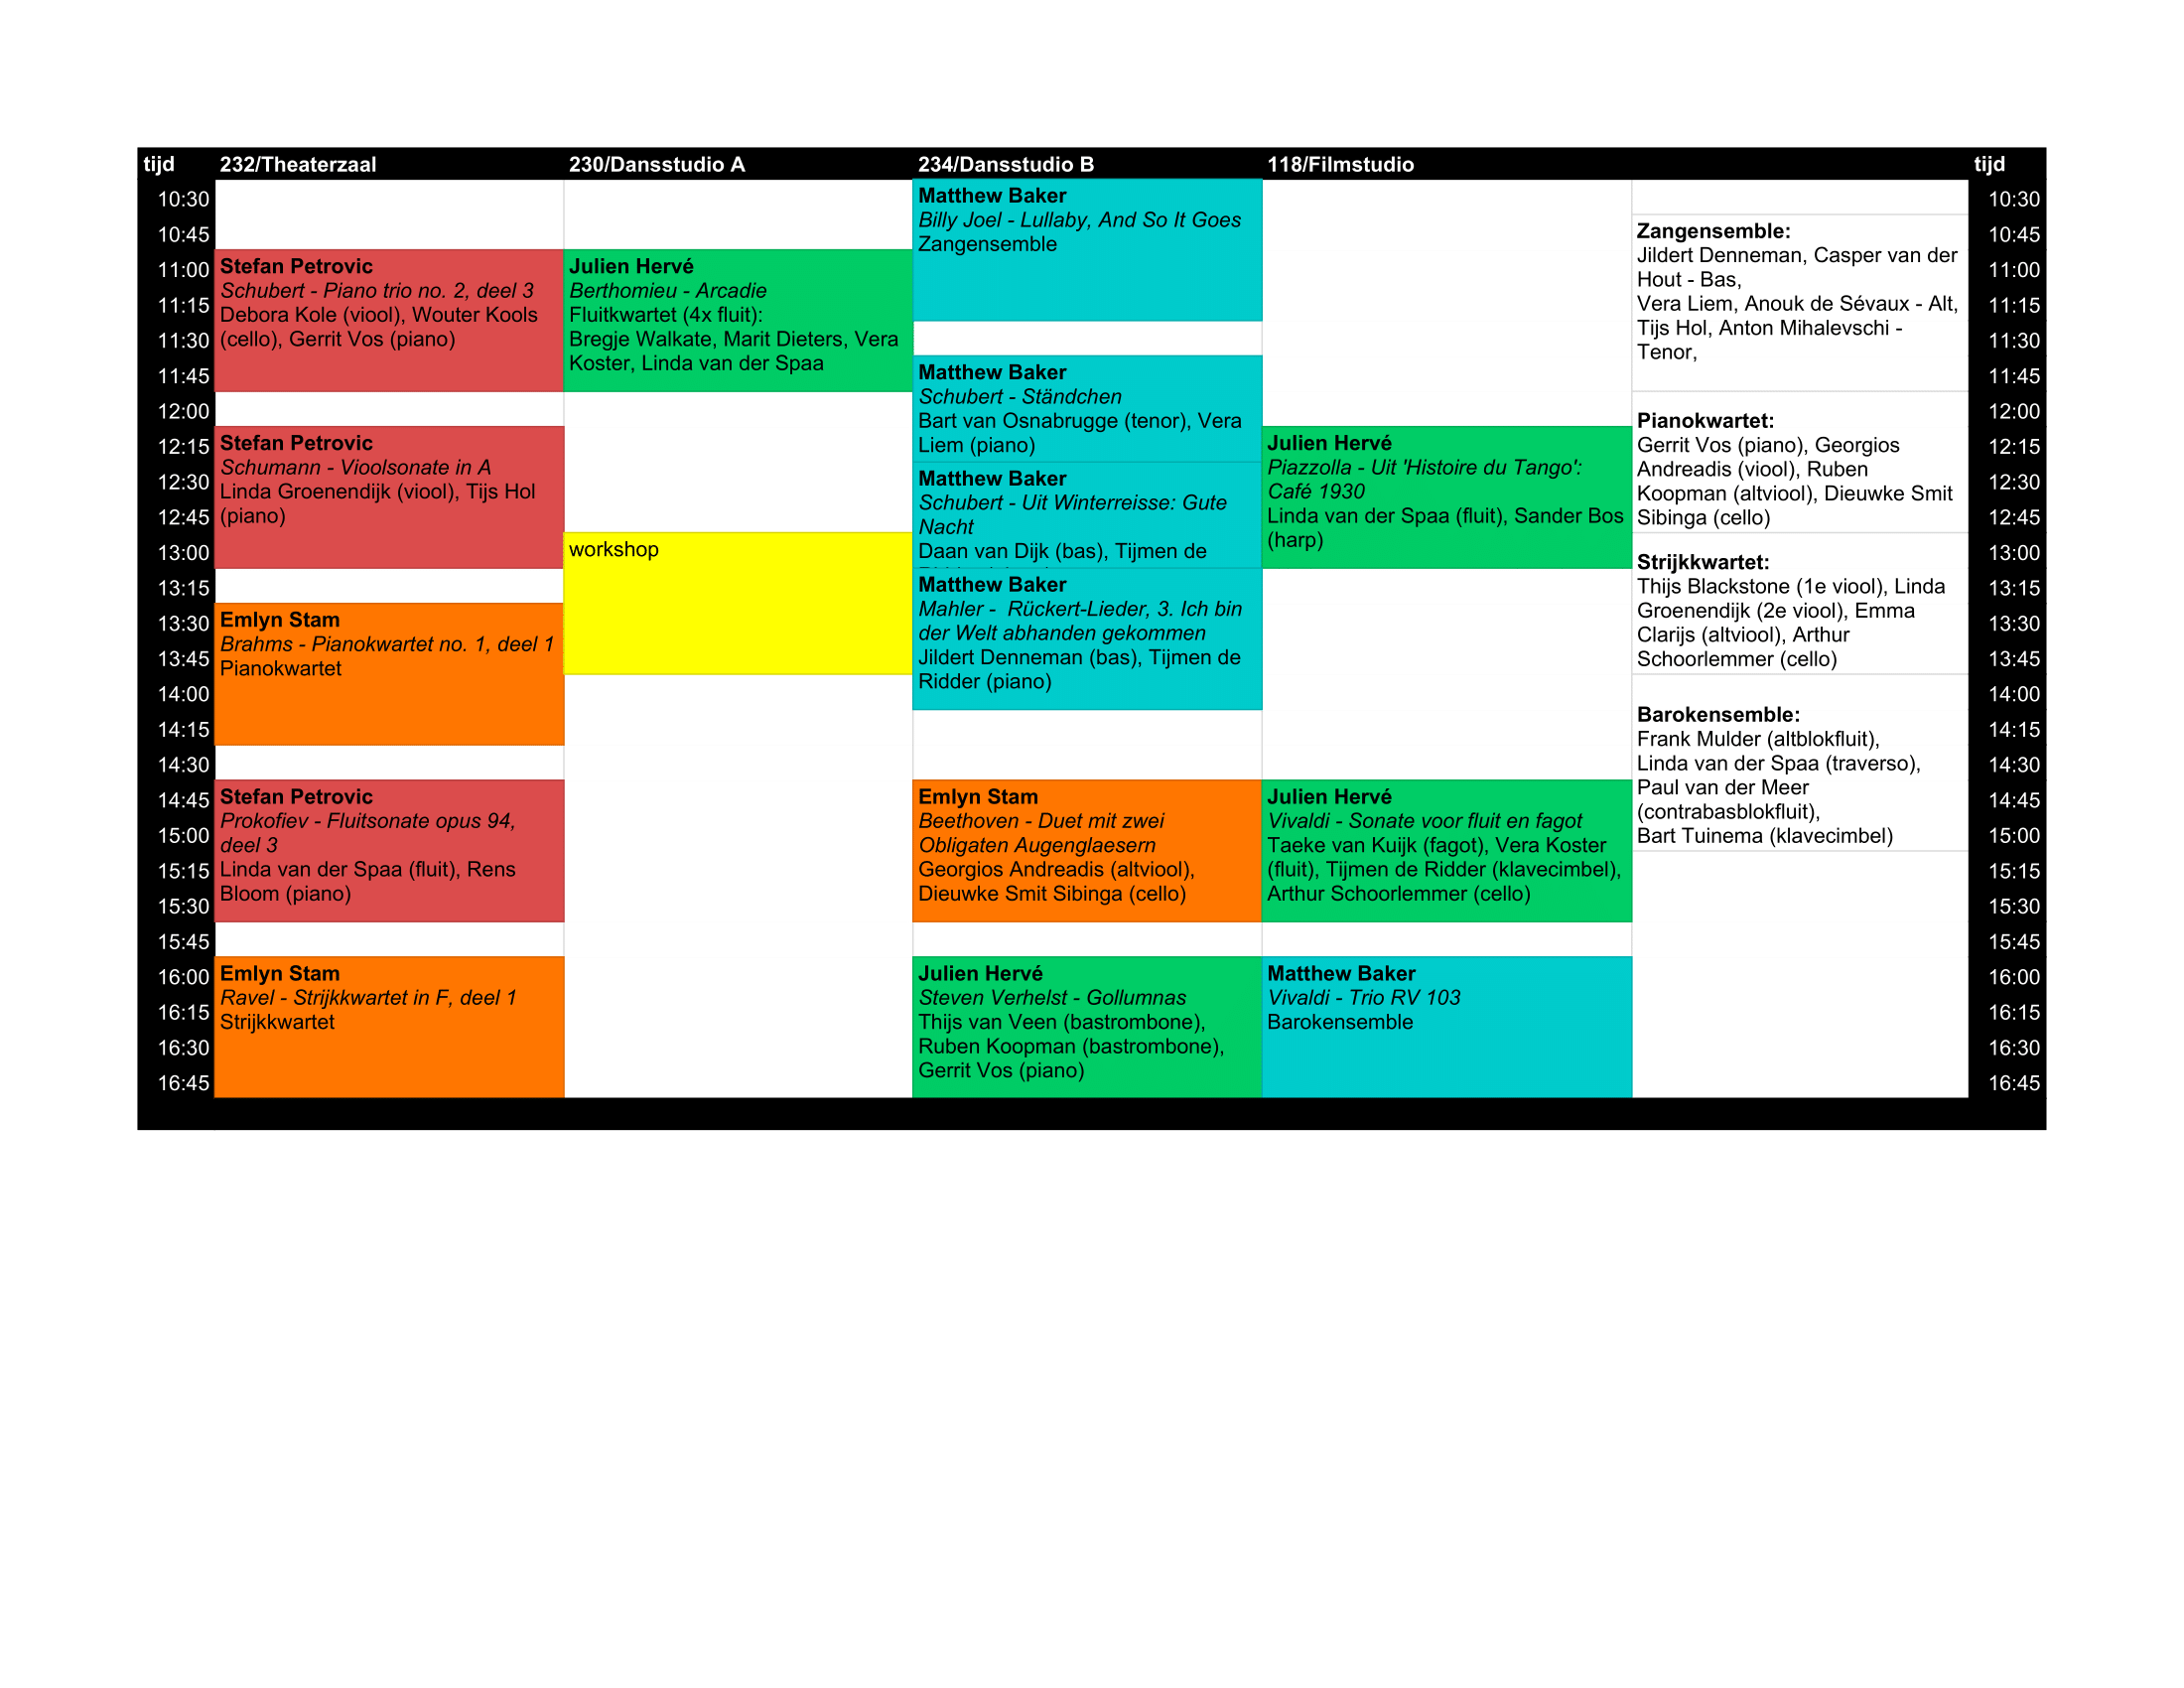 tijd 232/Theaterzaal 230/Dansstudio A 234/Dansstudio B 118/Filmstudio tijd
10:30
10:45
11:00
11:15
11:30
11:45
12:00
12:15
12:30
12:45
13:00
13:15
13:30
13:45
14:00
14:15
14:30
14:45
15:00
15:15
15:30
15:45
16:00
16:15
16:30
16:45
Stefan Petrovic
Schubert - Piano trio no. 2, deel 3
Debora Kole (viool), Wouter Kools
(cello), Gerrit Vos (piano)
Stefan Petrovic
Schumann - Vioolsonate in A
Linda Groenendijk (viool), Tijs Hol
(piano)
Emlyn Stam
Brahms - Pianokwartet no. 1, deel 1
Pianokwartet
Stefan Petrovic
Prokofiev - Fluitsonate opus 94,
deel 3
Linda van der Spaa (fluit), Rens
Bloom (piano)
Emlyn Stam
Ravel - Strijkkwartet in F, deel 1
Strijkkwartet
Julien Hervé
Berthomieu - Arcadie
Fluitkwartet (4x fluit):
Bregje Walkate, Marit Dieters, Vera
Koster, Linda van der Spaa
workshop
Matthew Baker
Billy Joel - Lullaby, And So It Goes
Zangensemble
Matthew Baker
Schubert - Ständchen
Bart van Osnabrugge (tenor), Vera
Liem (piano)
Matthew Baker
Schubert - Uit Winterreisse: Gute
Nacht
Daan van Dijk (bas), Tijmen de
Matthew Baker
Mahler -  Rückert-Lieder, 3. Ich bin
der Welt abhanden gekommen
Jildert Denneman (bas), Tijmen de
Ridder (piano)
Emlyn Stam
Beethoven - Duet mit zwei
Obligaten Augenglaesern
Georgios Andreadis (altviool),
Dieuwke Smit Sibinga (cello)
Julien Hervé
Steven Verhelst - Gollumnas
Thijs van Veen (bastrombone),
Ruben Koopman (bastrombone),
Gerrit Vos (piano)
Julien Hervé
Piazzolla - Uit 'Histoire du Tango':
Café 1930
Linda van der Spaa (fluit), Sander Bos
(harp)
Julien Hervé
Vivaldi - Sonate voor fluit en fagot
Taeke van Kuijk (fagot), Vera Koster
(fluit), Tijmen de Ridder (klavecimbel),
Arthur Schoorlemmer (cello)
Matthew Baker
Vivaldi - Trio RV 103
Barokensemble
Zangensemble:
Jildert Denneman, Casper van der
Hout - Bas,
Vera Liem, Anouk de Sévaux - Alt,
Tijs Hol, Anton Mihalevschi -
Tenor,
Pianokwartet:
Gerrit Vos (piano), Georgios
Andreadis (viool), Ruben
Koopman (altviool), Dieuwke Smit
Sibinga (cello)
Strijkkwartet:
Thijs Blackstone (1e viool), Linda
Groenendijk (2e viool), Emma
Clarijs (altviool), Arthur
Schoorlemmer (cello)
Barokensemble:
Frank Mulder (altblokfluit),
Linda van der Spaa (traverso),
Paul van der Meer
(contrabasblokfluit),
Bart Tuinema (klavecimbel)
10:30
10:45
11:00
11:15
11:30
11:45
12:00
12:15
12:30
12:45
13:00
13:15
13:30
13:45
14:00
14:15
14:30
14:45
15:00
15:15
15:30
15:45
16:00
16:15
16:30
16:45